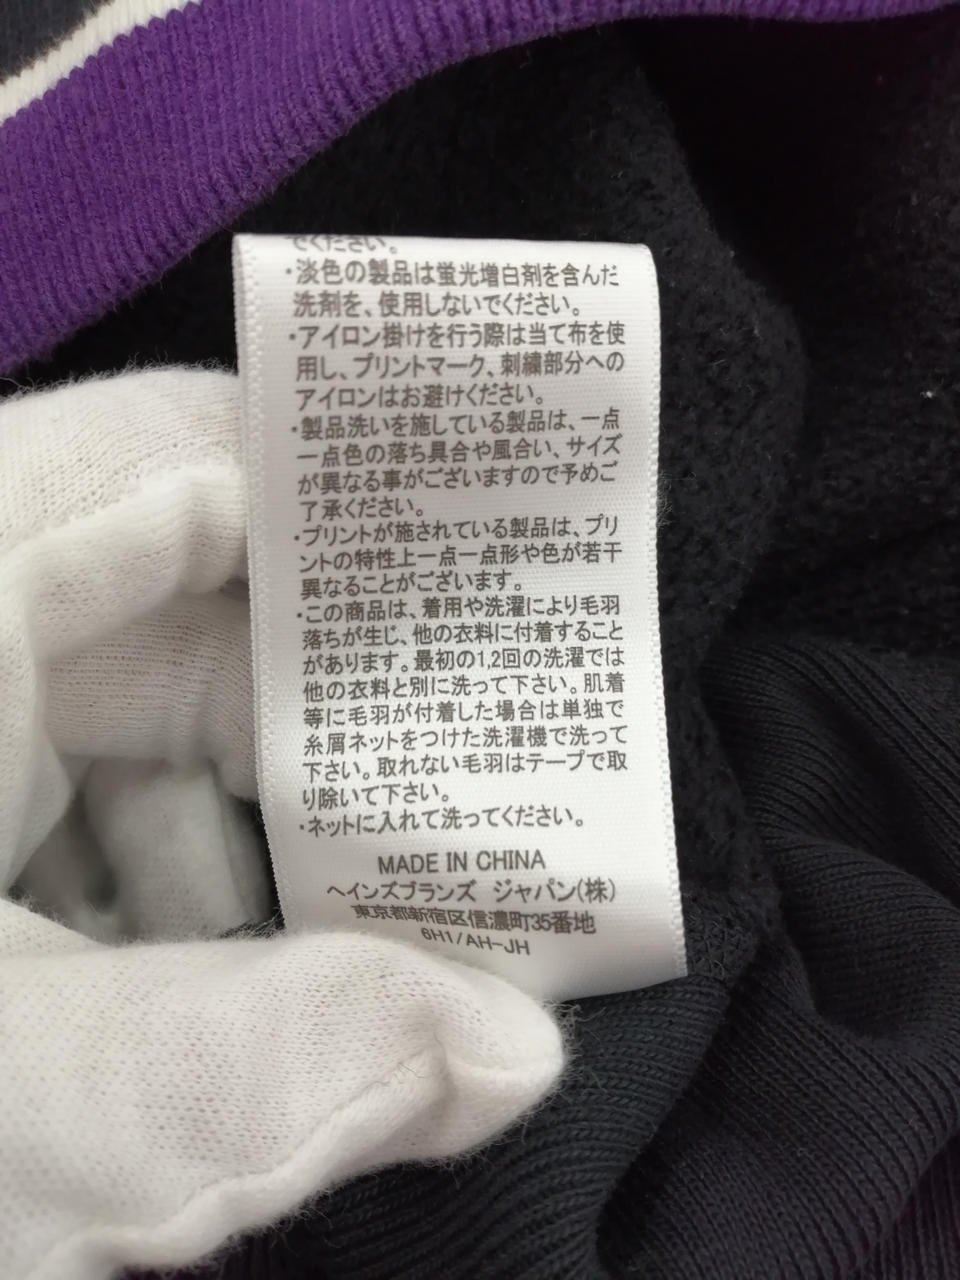 でください。
・淡色の製品は蛍光増白剤を含んだ
洗剤を、使用しないでください。
・アイロン掛けを行う際は当て布を使
用し、プリントマーク、刺繍部分への
アイロンはお避けください。
・製品洗いを施している製品は、一点
一点色の落ち具合や風合い、サイズ
が異なる事がございますので予めご
了承ください。
・プリントが施されている製品は、プリ
ントの特性上一点一点形や色が若干
異なることがございます。
・この商品は、着用や洗濯により毛羽
落ちが生じ、他の衣料に付着すること
があります。最初の1,2回の洗濯では
他の衣料と別に洗って下さい。肌着
等に毛羽が付着した場合は単独で
糸屑ネットをつけた洗濯機で洗って
下さい。取れない毛羽はテープで取
り除いて下さい。
・ネットに入れて洗ってください。
MADE IN CHINA
ヘインズブランズ ジャパン(株)
東京都新宿区信濃町35番地
6H1/AH-JH